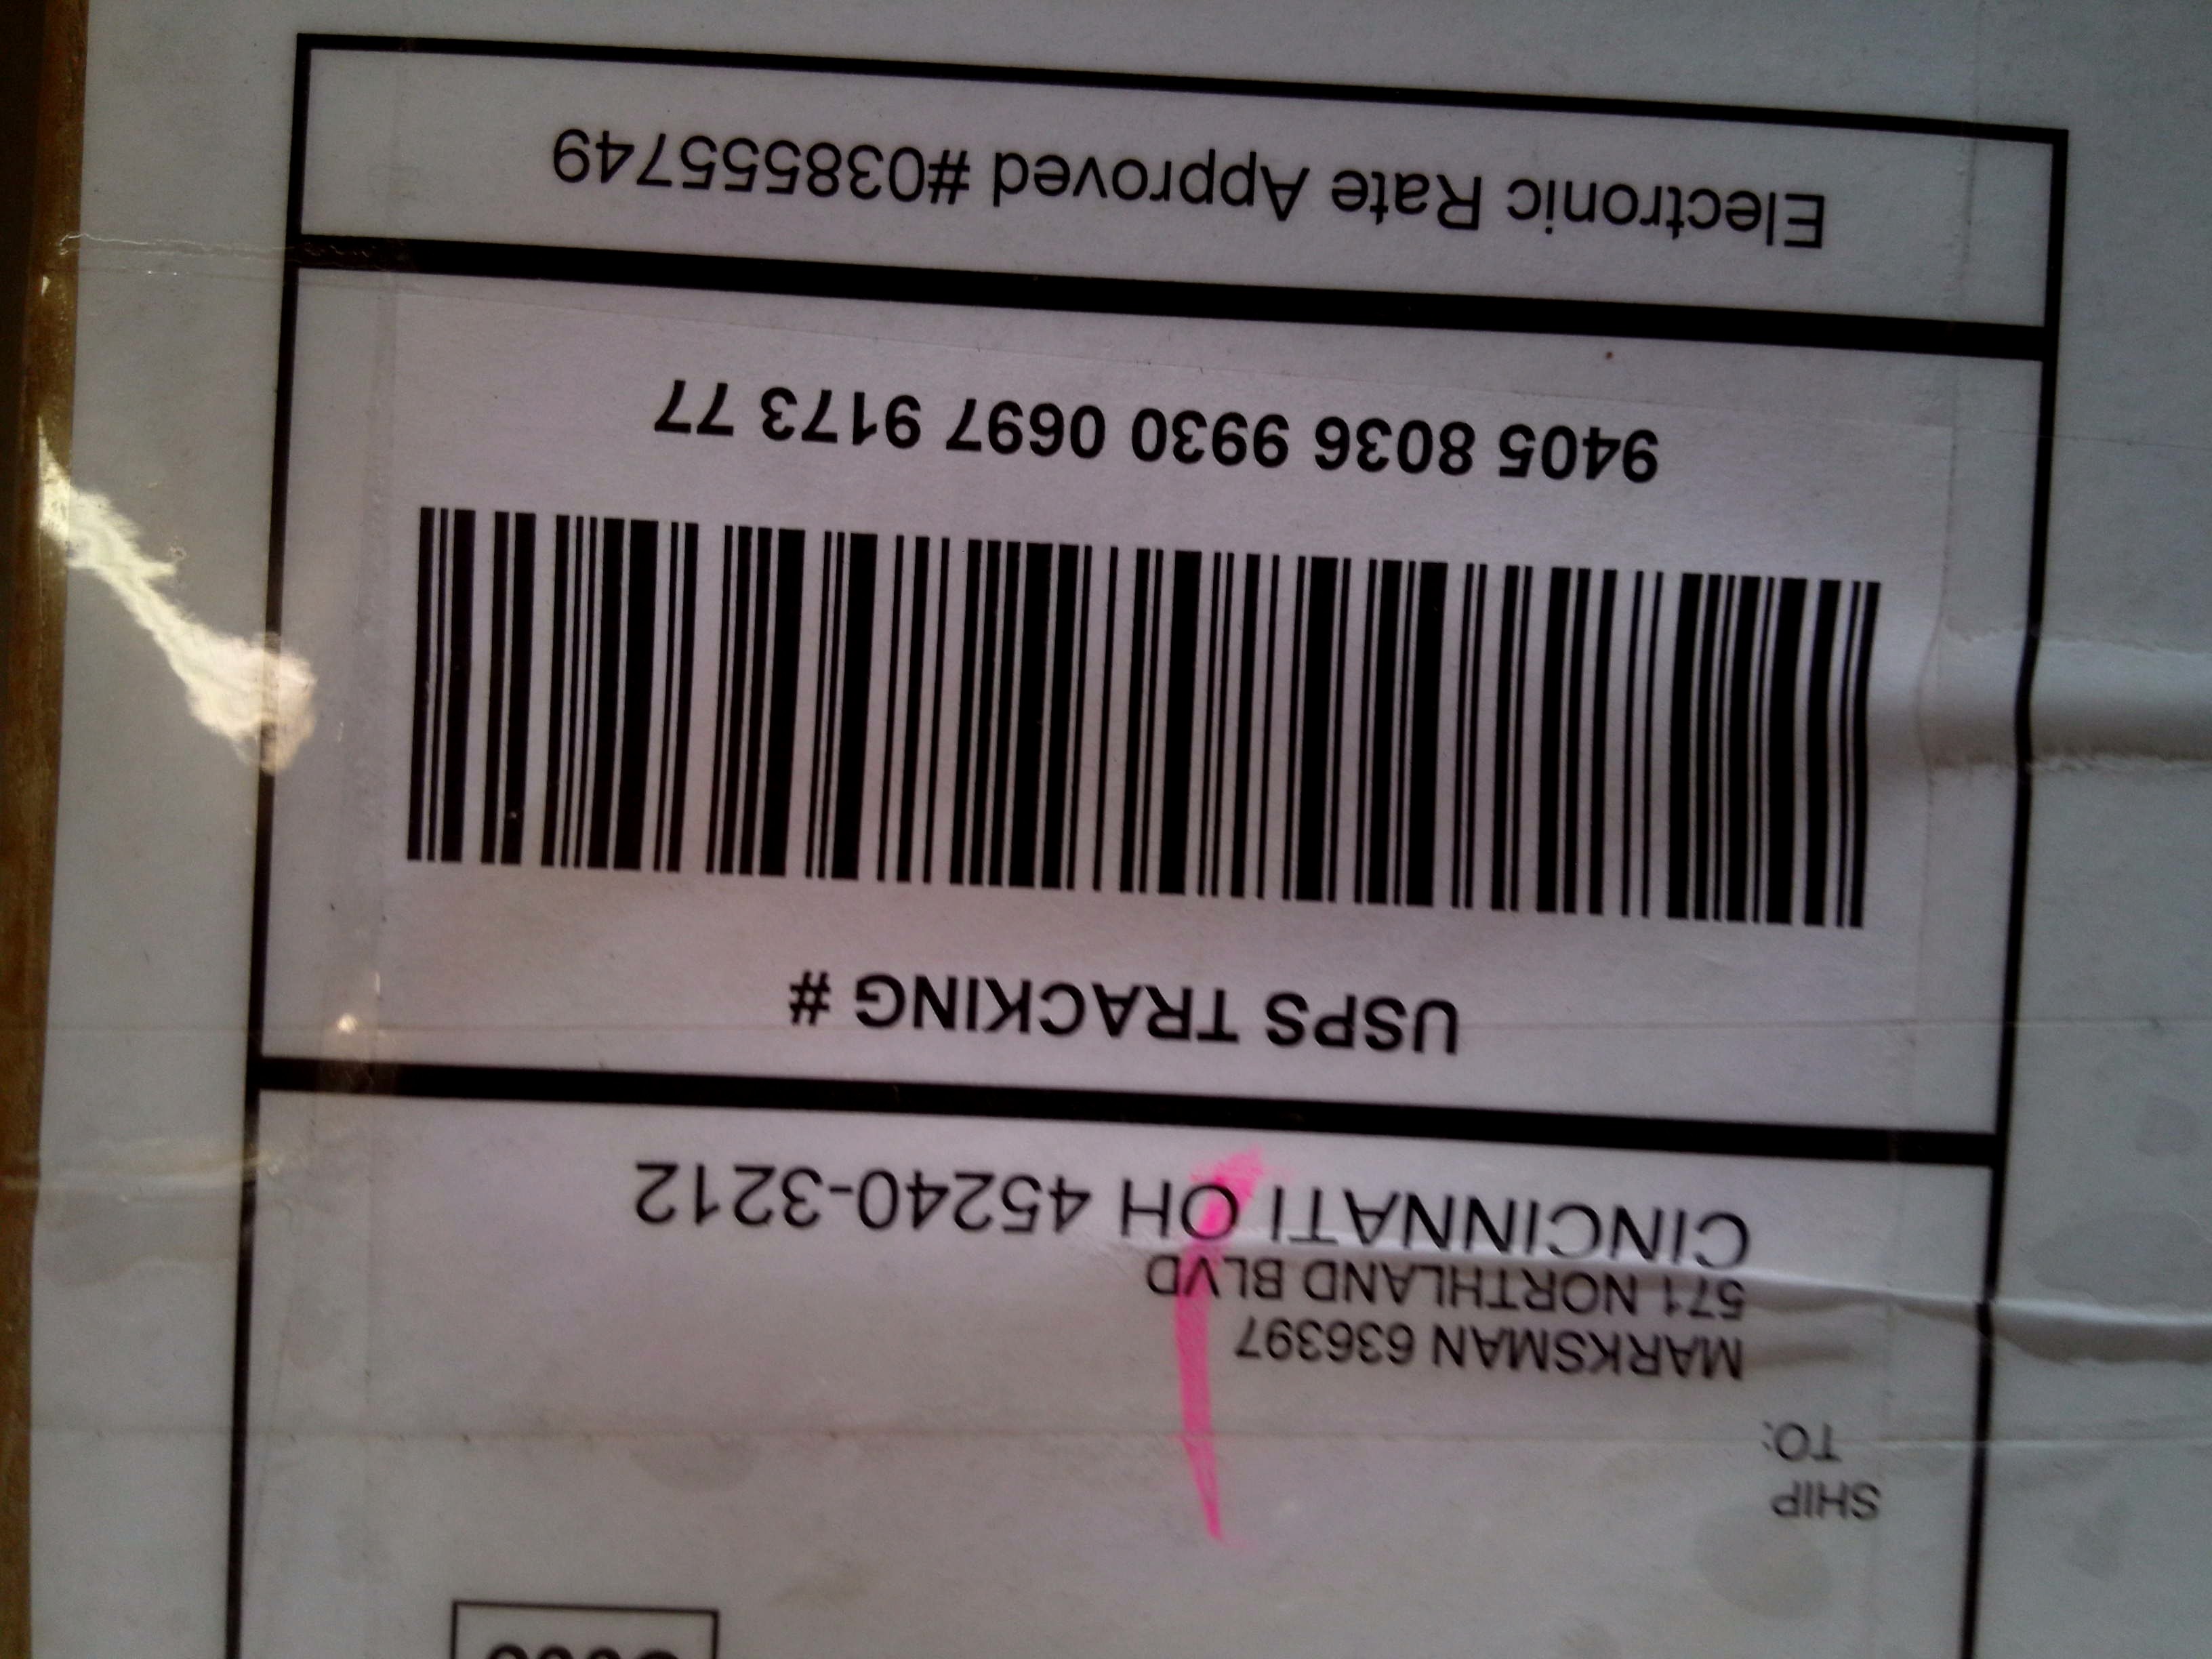 SHIP
TO:
MARKSMAN 636397
571 NORTHLAND BLVD
CINCINNATI OH 45240-3212
USPS TRACKING #
9405 8036 9930 0697 9173 77
Electronic Rate Approved #038555749